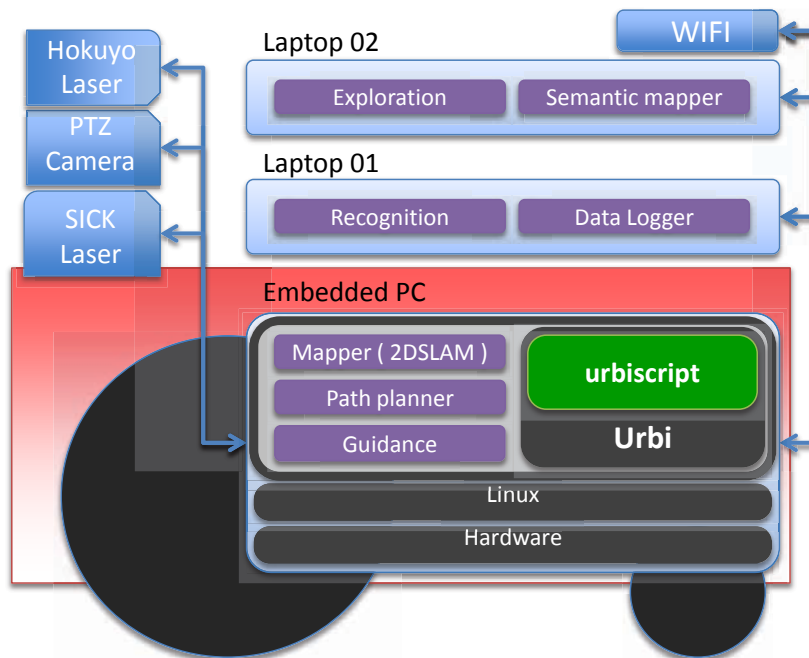 Hokuyo
Laser
PTZ
Camera
SICK
Laser
WIFI
Laptop 02
Exploration
Semantic mapper
Laptop 01
Recognition
Data Logger
Embedded PC
Mapper ( 2DSLAM )
Path planner
Guidance
urbiscript
Urbi
Linux
Hardware